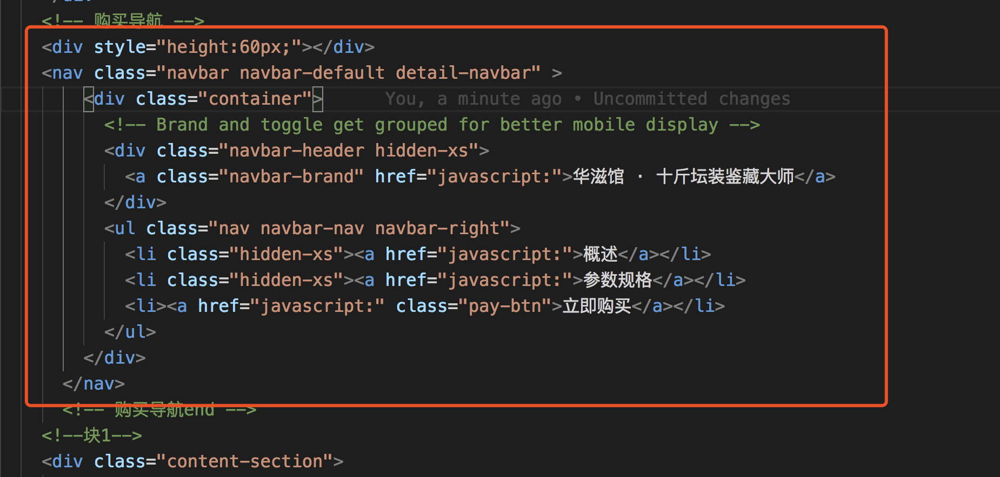 <!-- 购买导航 -->
<div style="height:60px;"></div>
<nav class="navbar navbar-default detail-navbar" >
<div class="container"> You, a minute ago • Uncommitted changes
<!-- Brand and toggle get grouped for better mobile display -->
<div class="navbar-header hidden-xs">
<a class="navbar-brand" href="javascript:">华滋馆 · 十斤坛装鉴藏大师</a>
</div>
<ul class="nav navbar-nav navbar-right">
<li class="hidden-xs"><a href="javascript:">概述</a></li>
<li class="hidden-xs"><a href="javascript:">参数规格</a></li>
<li><a href="javascript:" class="pay-btn">立即购买</a></li>
</ul>
</div>
</nav>
<!-- 购买导航end -->
<!--块1-->
<div class="content-section">